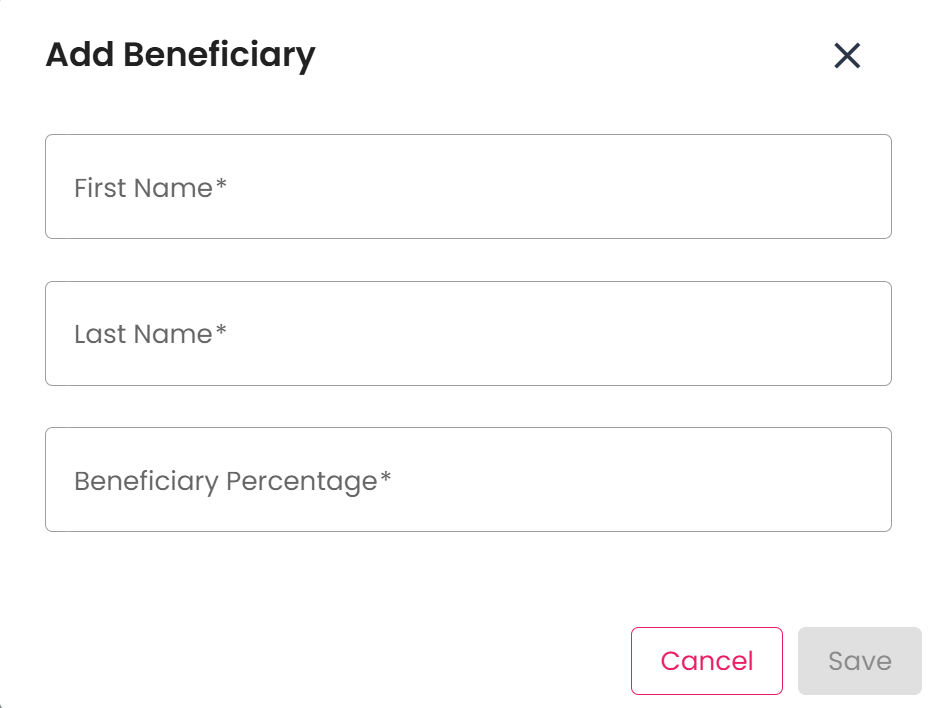 Add Beneficiary
First Name*
Last Name*
Beneficiary Percentage*
Cancel Save